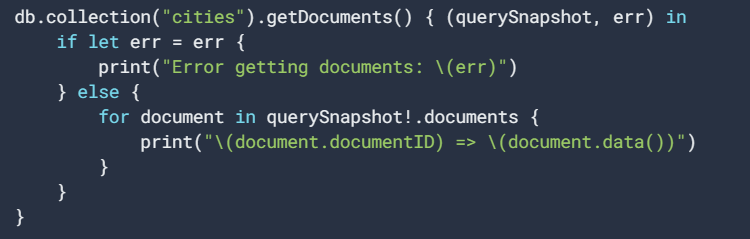 db.collection("cities").getDocuments() { (querySnapshot, err) in
    if let err = err {
        print("Error getting documents: \(err)")
    } else {
        for document in querySnapshot!.documents {
            print("\(document.documentID) => \(document.data())")
        }
    }
}